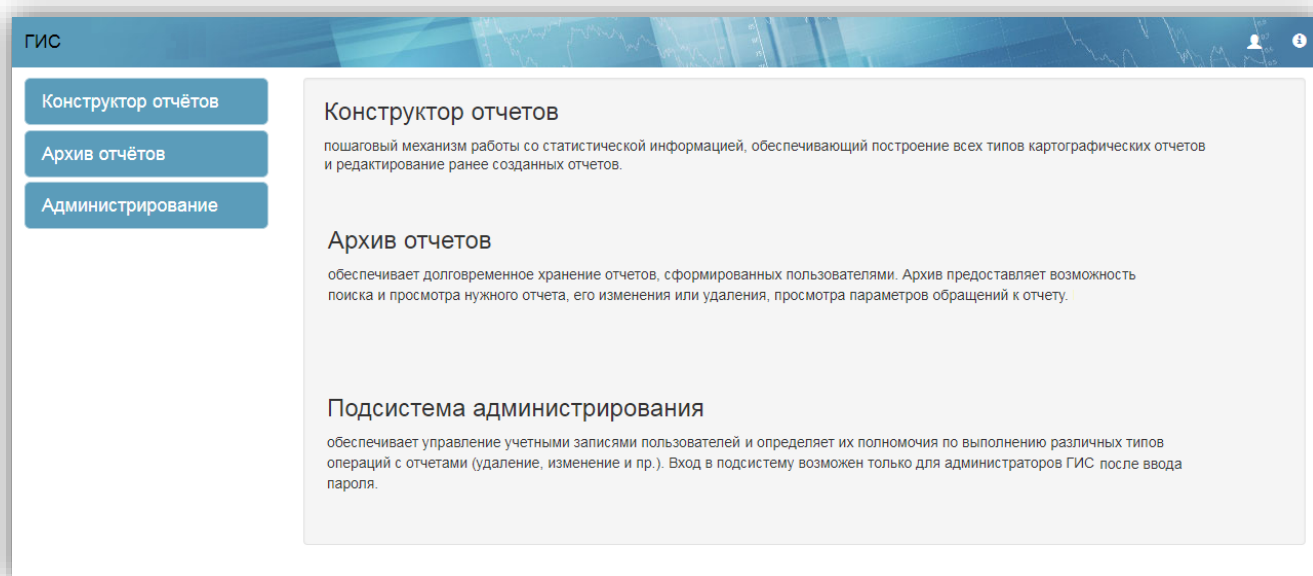 ГИС
Конструктор отчётов
Архив отчётов
Администрирование
Конструктор отчетов
пошаговый механизм работы со статистической информацией, обеспечивающий построение всех типов картографических отчетов
и редактирование ранее созданных отчетов.
Архив отчетов
обеспечивает долговременное хранение отчетов, сформированных пользователями. Архив предоставляет возможность
поиска и просмотра нужного отчета, его изменения или удаления, просмотра параметров обращений к отчету.
Подсистема администрирования
обеспечивает управление учетными записями пользователей и определяет их полномочия по выполнению различных типов
операций с отчетами (удаление, изменение и пр.). Вход в подсистему возможен только для администраторов ГИС после ввода
пароля.